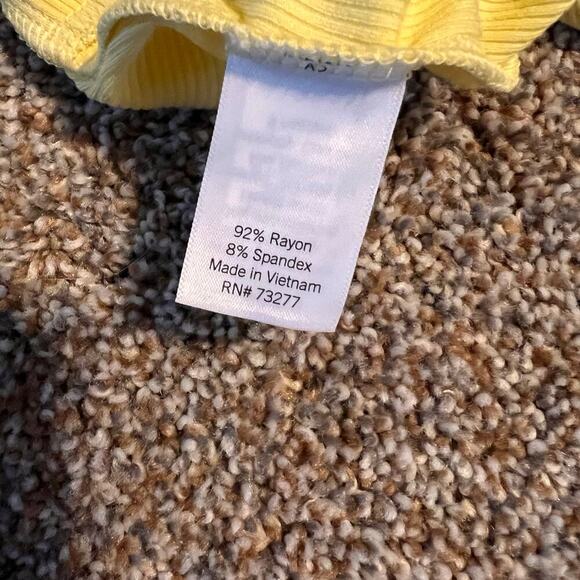 92% Rayon
8% Spandex
Made in Vietnam
RN# 73277